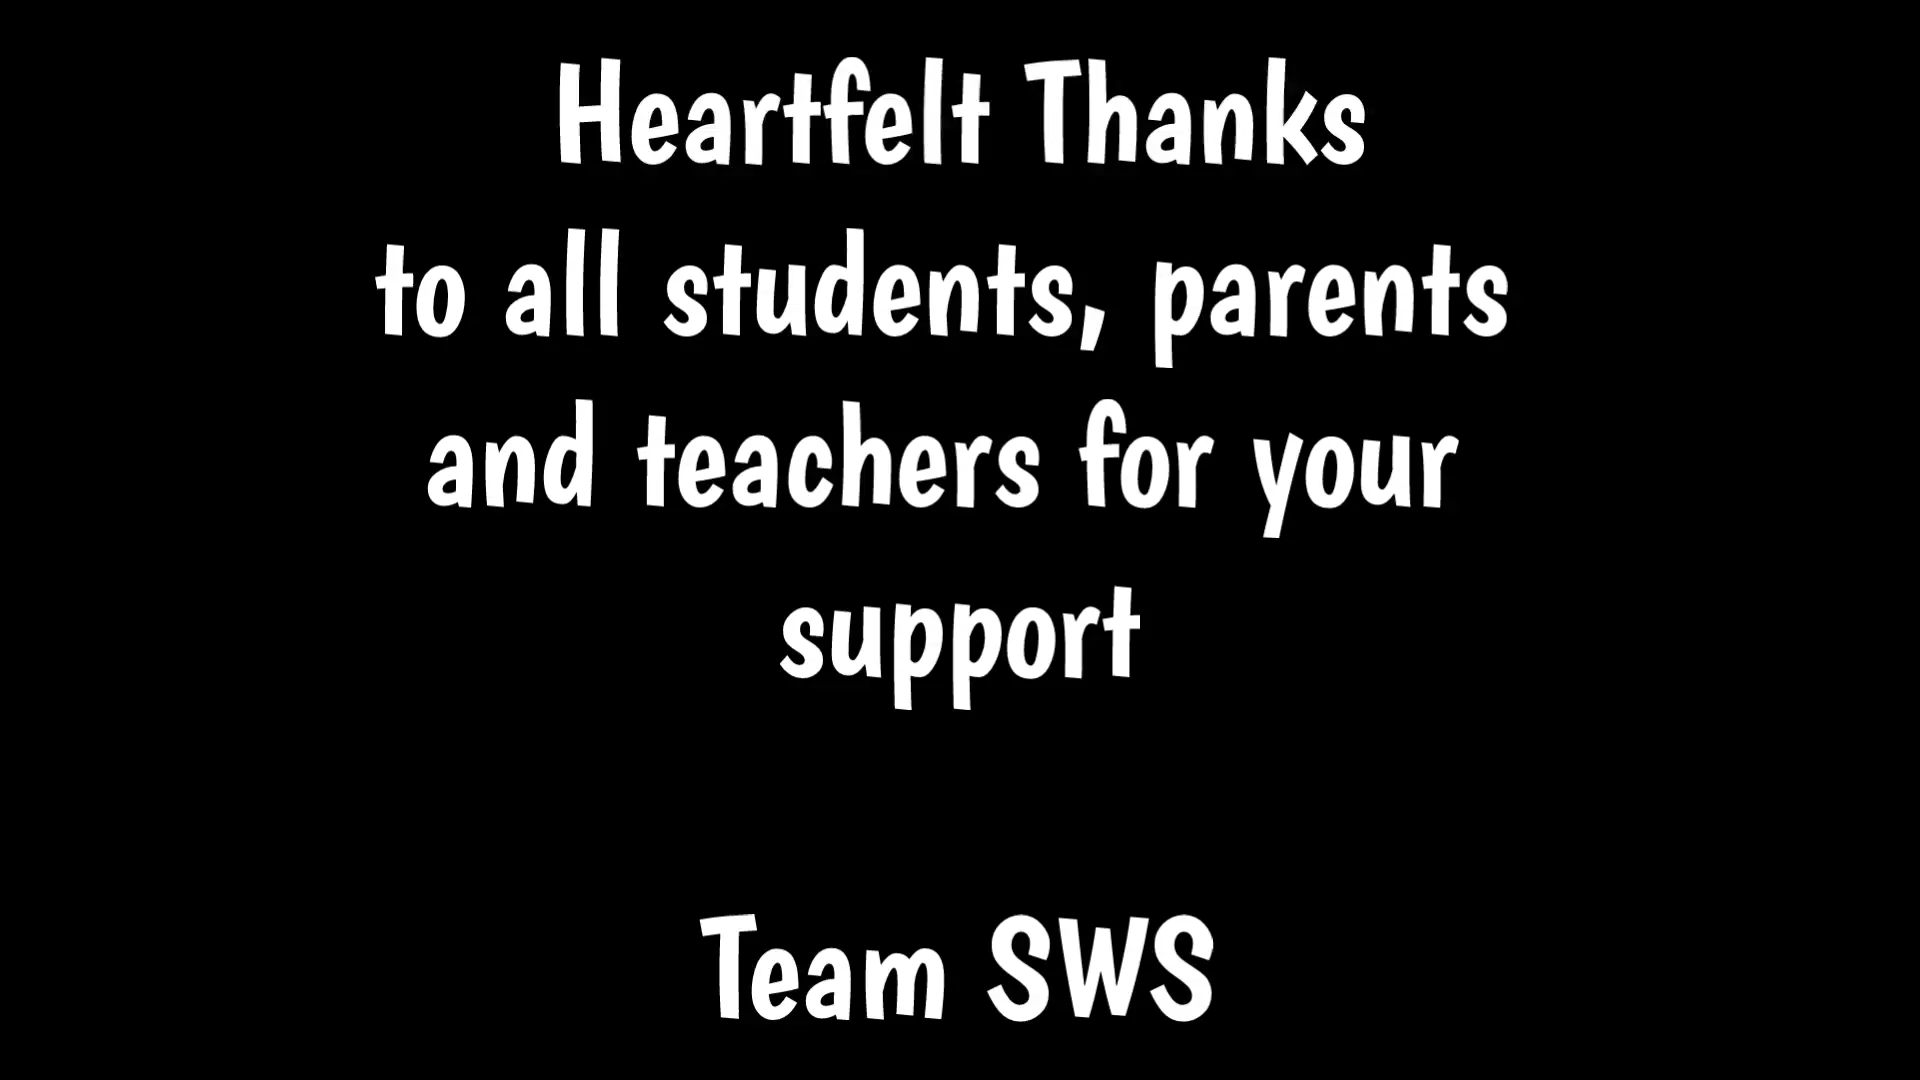 Heartfelt Thanks
to all students, parents
and teachers for your
support
Team SWS